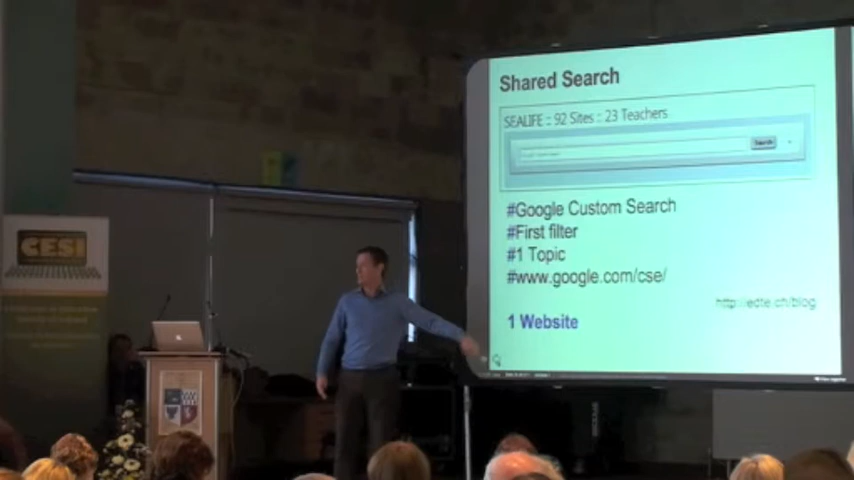 Shared Search
SEALIFE :: 92 Sites :: 23 Teachers
Search
#Google Custom Search
#First filter
#1 Topic
#www.google.com/cse/
http://edte.ch/blog
1 Website
CESI